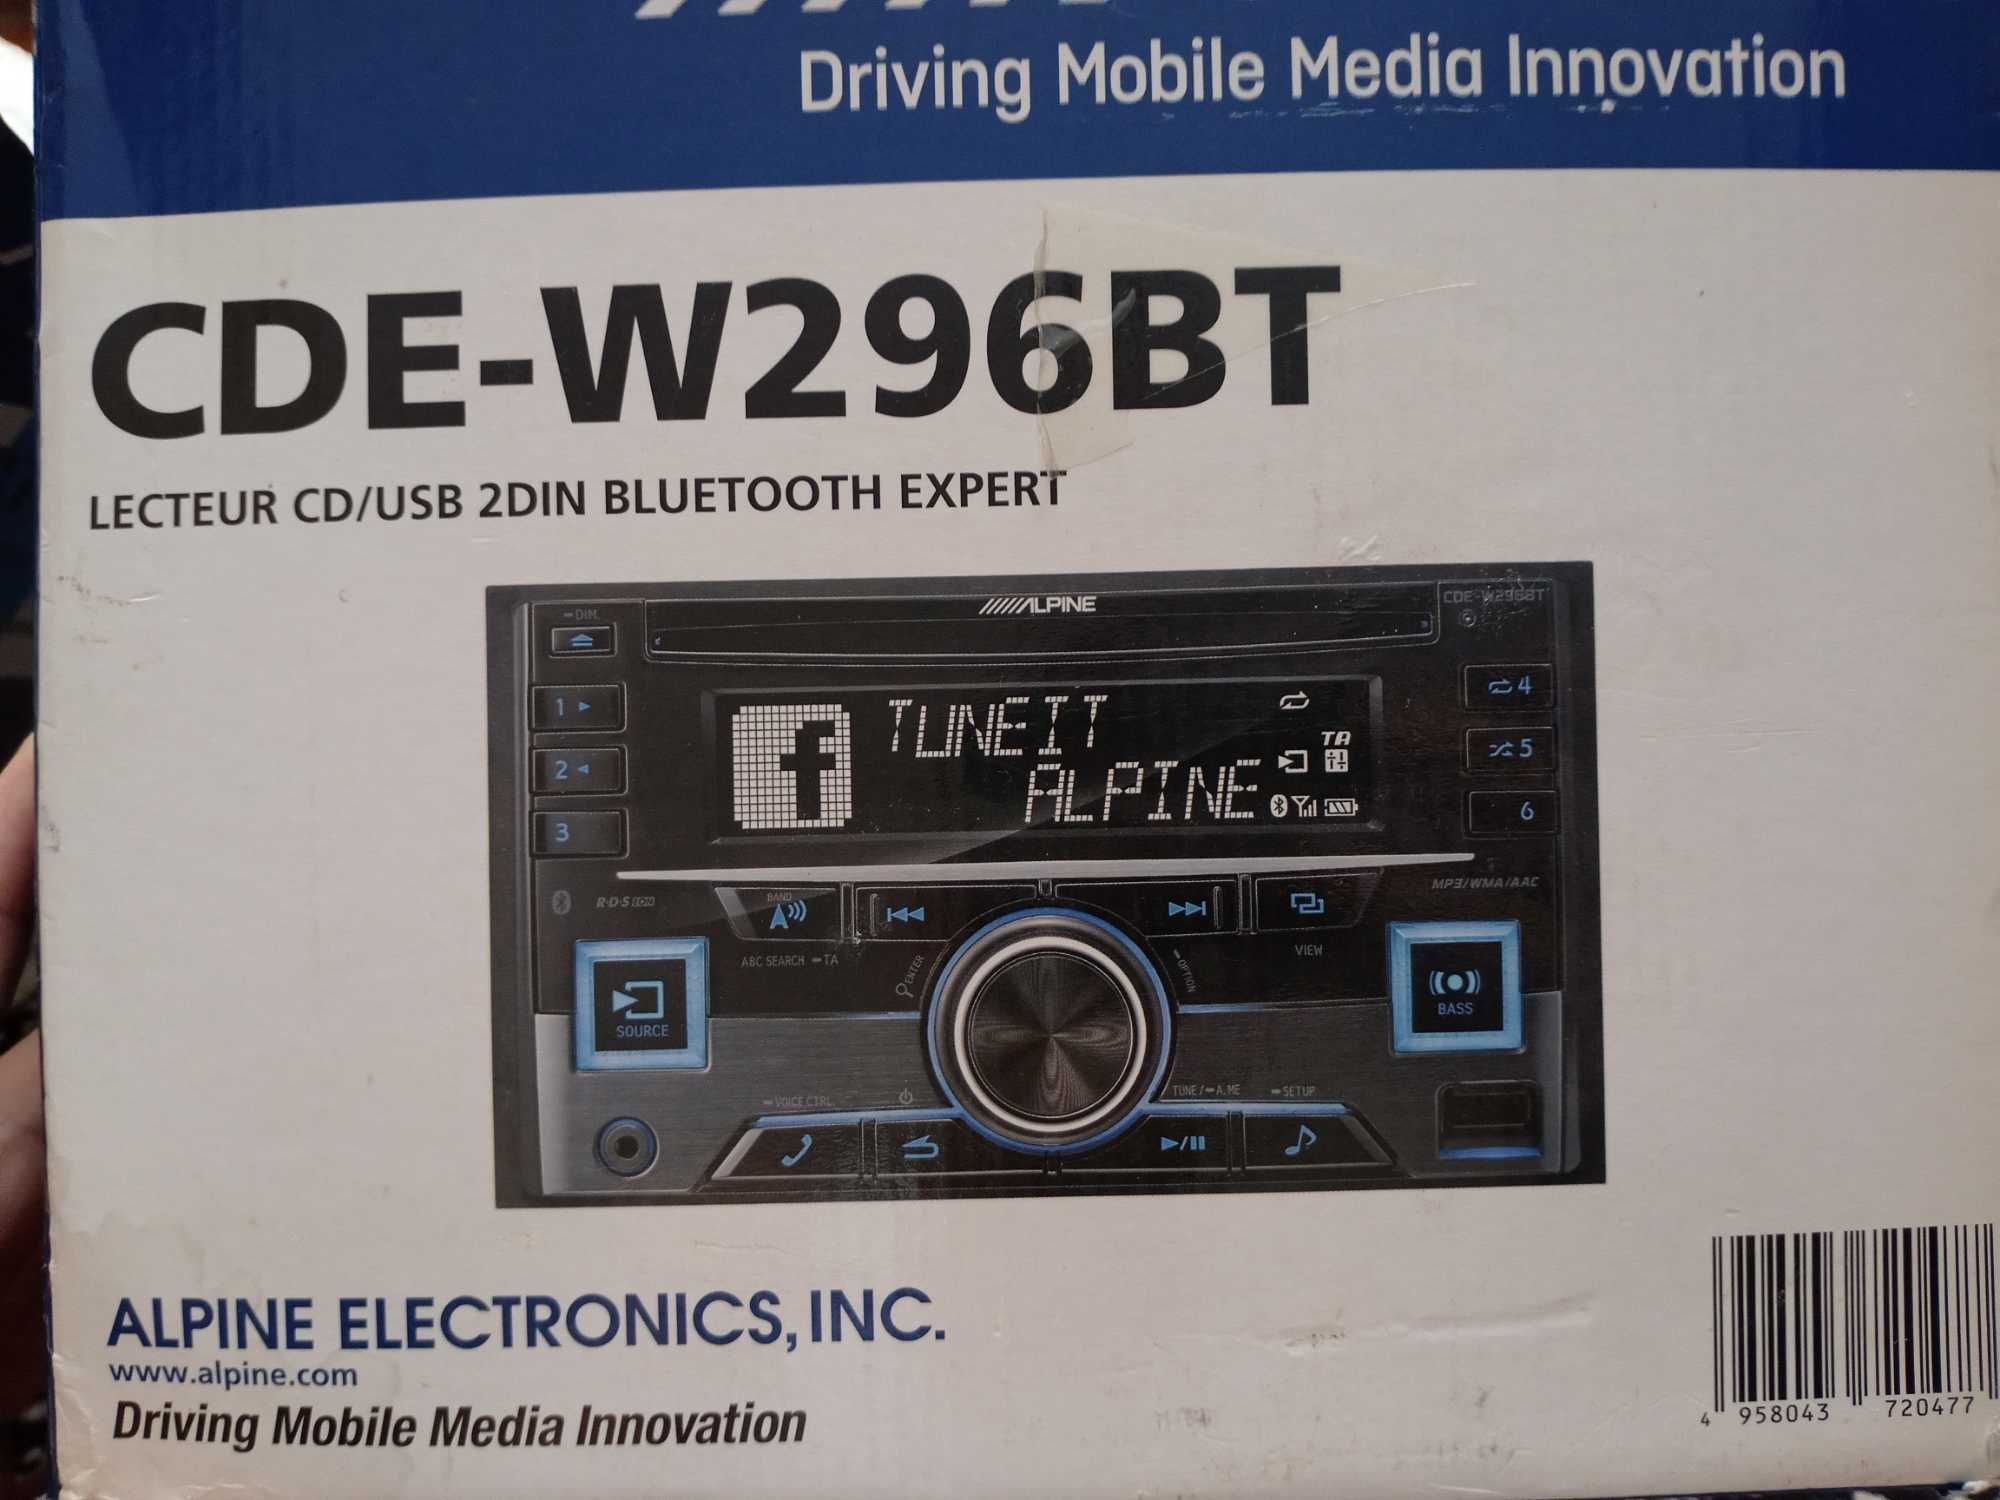 Driving Mobile Media Innovation
CDE-W296BT
LECTEUR CD/USB 2DIN BLUETOOTH EXPERT
ALPINE
CDE-W296BT
DIM.
1
2
3
TUNEIT
ALPINE
TA
4
5
6
R·D·S EON
MP3/WMA/AAC
BAND
ABC SEARCH TA
ENTER
OPTION
VIEW
SOURCE
BASS
VOICE CTRL.
TUNE/ A.ME
SETUP
ALPINE ELECTRONICS, INC.
www.alpine.com
Driving Mobile Media Innovation
4 958043 720477